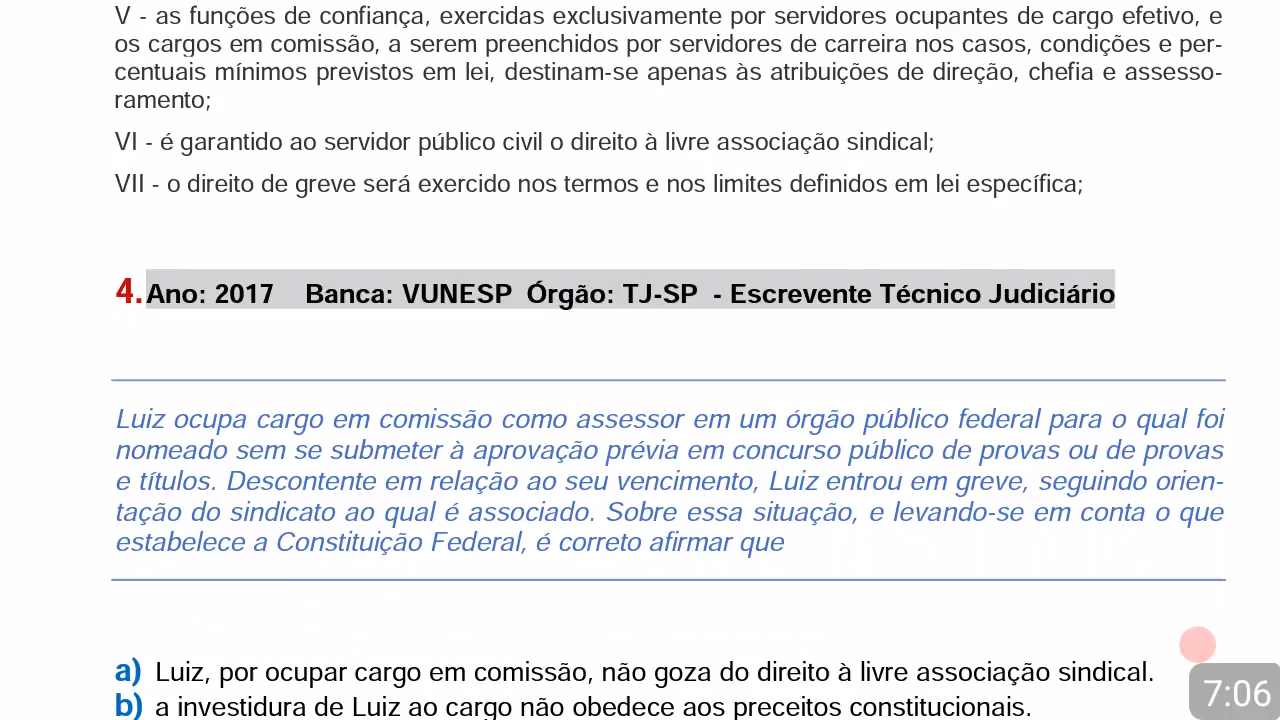 V - as funções de confiança, exercidas exclusivamente por servidores ocupantes de cargo efetivo, e
os cargos em comissão, a serem preenchidos por servidores de carreira nos casos, condições e per-
centuais mínimos previstos em lei, destinam-se apenas às atribuições de direção, chefia e assesso-
ramento;
VI - é garantido ao servidor público civil o direito à livre associação sindical;
VII - o direito de greve será exercido nos termos e nos limites definidos em lei específica;
4. Ano: 2017 Banca: VUNESP Órgão: TJ-SP - Escrevente Técnico Judiciário
Luiz ocupa cargo em comissão como assessor em um órgão público federal para o qual foi
nomeado sem se submeter à aprovação prévia em concurso público de provas ou de provas
e títulos. Descontente em relação ao seu vencimento, Luiz entrou em greve, seguindo orien-
tação do sindicato ao qual é associado. Sobre essa situação, e levando-se em conta o que
estabelece a Constituição Federal, é correto afirmar que
a) Luiz, por ocupar cargo em comissão, não goza do direito à livre associação sindical.
b) a investidura de Luiz ao cargo não obedece aos preceitos constitucionais.
7:06